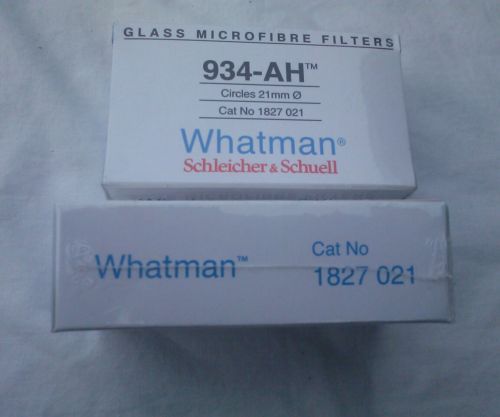 GLASS MICROFIBRE FILTERS
934-AH™
Circles 21mm Ø
Cat No 1827 021
Whatman®
Schleicher & Schuell
Whatman™
Cat No
1827 021